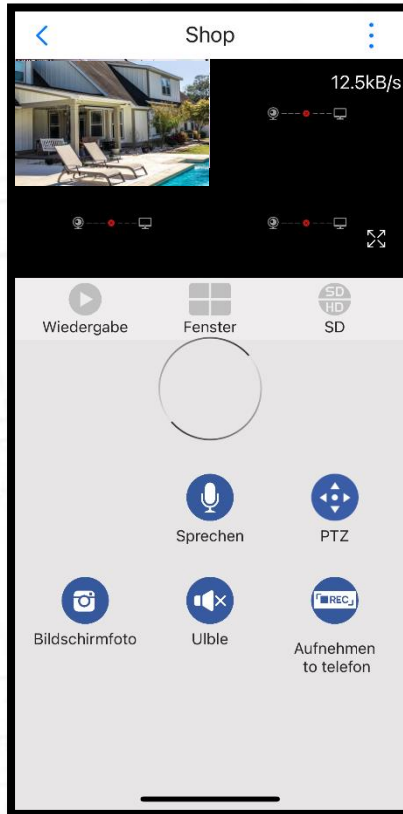 Shop
12.5kB/s
SD
HD
Wiedergabe
Fenster
SD
Sprechen
PTZ
REC
Bildschirmfoto
Ulble
Aufnehmen
to telefon